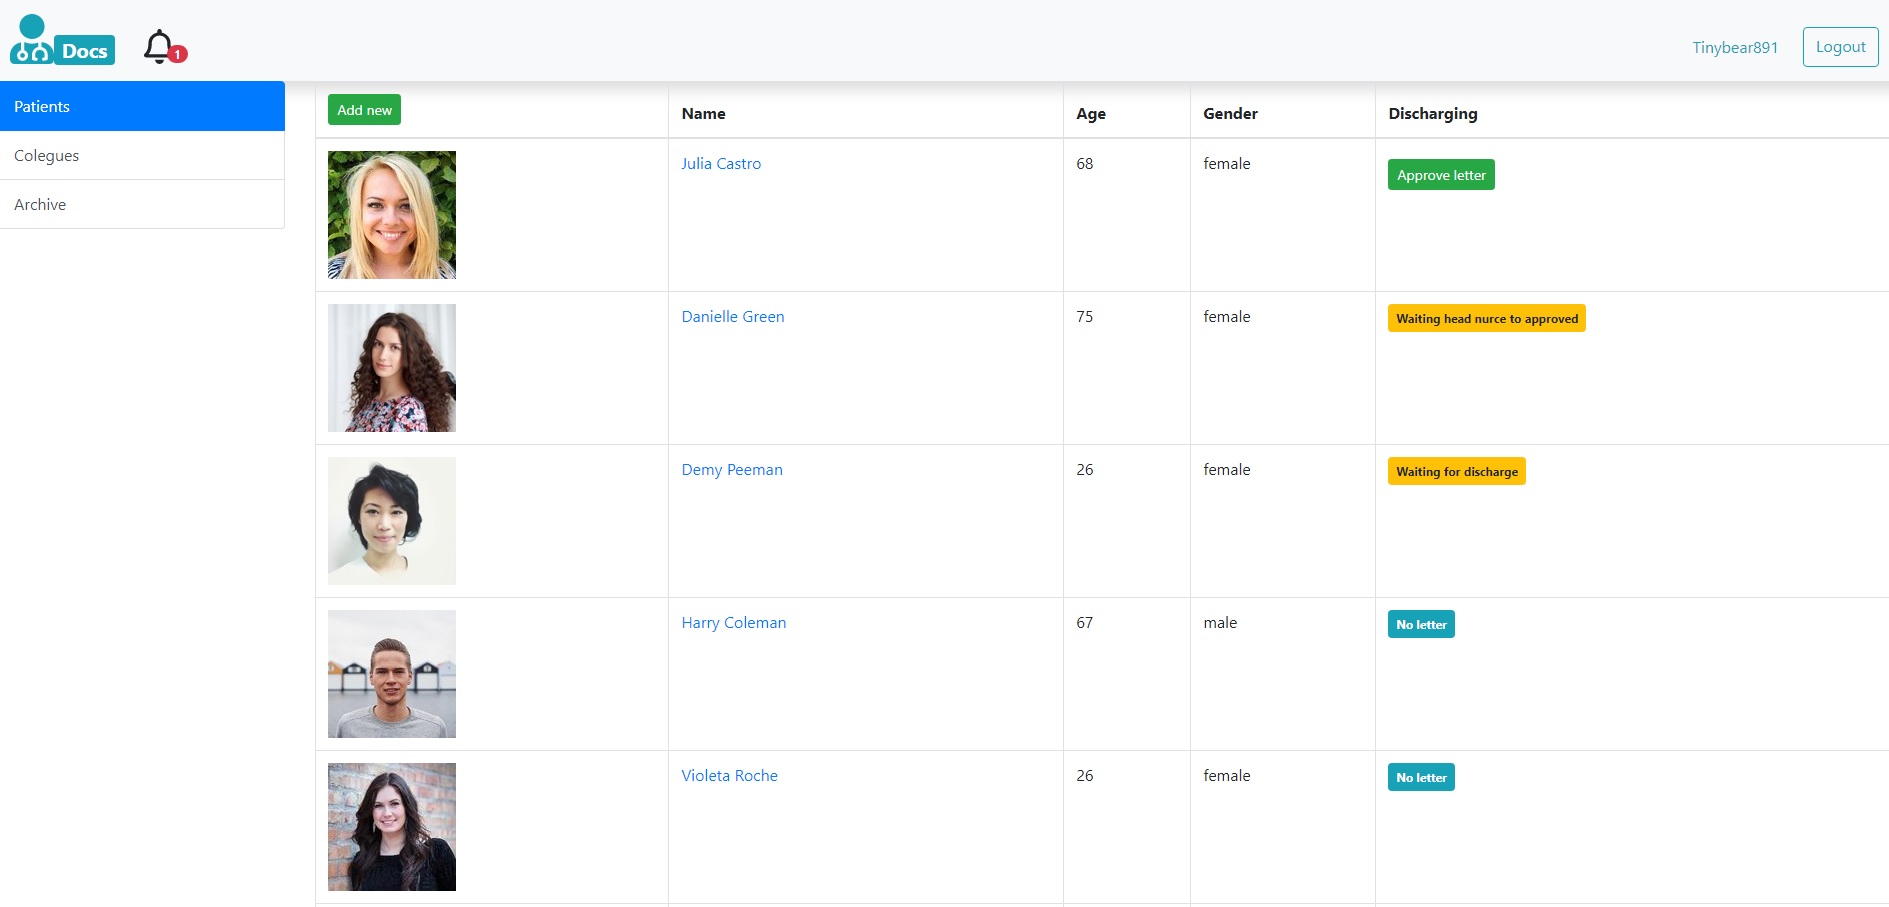 Docs
1
Tinybear891
Logout
Patients
Colegues
Archive
Add new
Name
Age
Gender
Discharging
Julia Castro
68
female
Approve letter
Danielle Green
75
female
Waiting head nurce to approved
Demy Peeman
26
female
Waiting for discharge
Harry Coleman
67
male
No letter
Violeta Roche
26
female
No letter